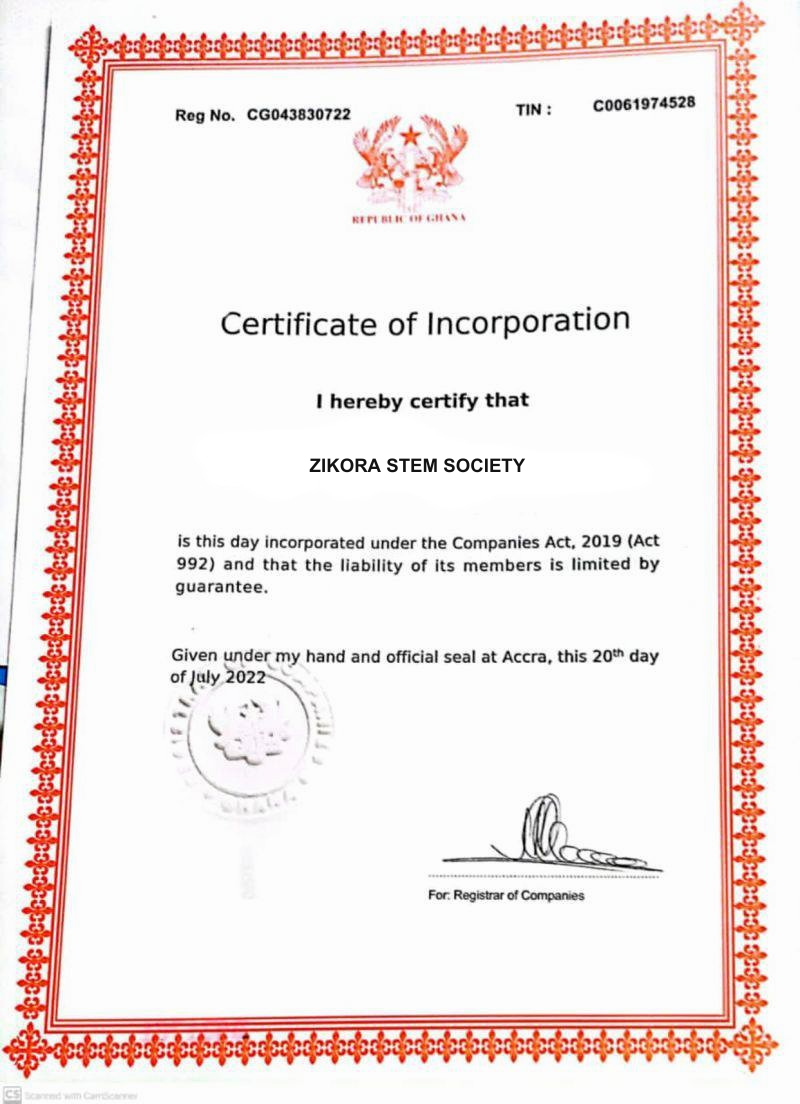 Reg No. CG043830722
TIN : C0061974528
REPUBLIC OF GHANA
Certificate of Incorporation
I hereby certify that
ZIKORA STEM SOCIETY
is this day incorporated under the Companies Act, 2019 (Act
992) and that the liability of its members is limited by
guarantee.
Given under my hand and official seal at Accra, this 20th day
of July 2022
For: Registrar of Companies
CS Scanned with CamScanner